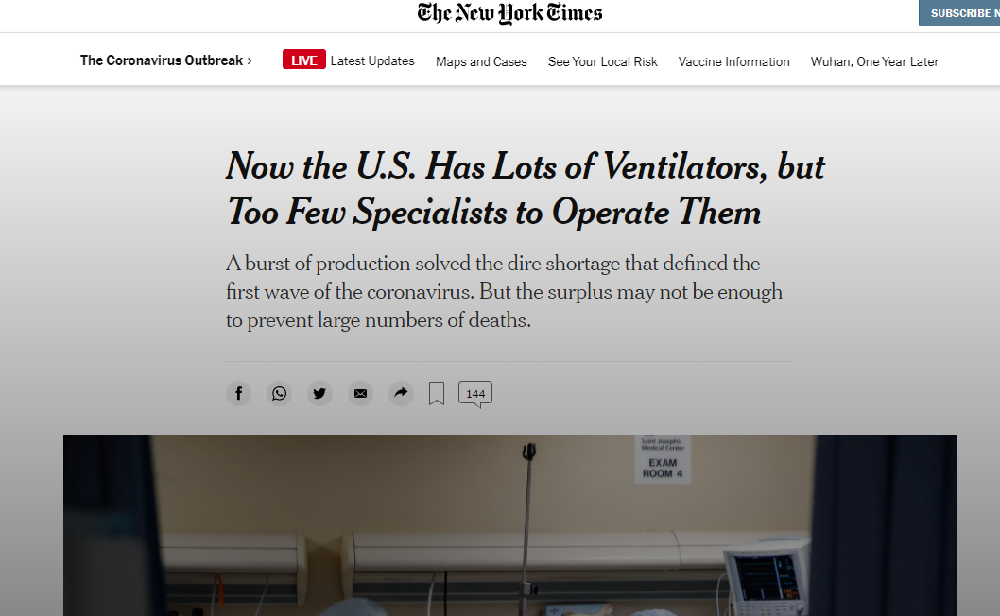 The New York Times
SUBSCRIBE N
The Coronavirus Outbreak ›
LIVE Latest Updates
Maps and Cases
See Your Local Risk
Vaccine Information
Wuhan, One Year Later
Now the U.S. Has Lots of Ventilators, but
Too Few Specialists to Operate Them
A burst of production solved the dire shortage that defined the
first wave of the coronavirus. But the surplus may not be enough
to prevent large numbers of deaths.
144
Saint Joseph's
Medical Center
EXAM
ROOM 4